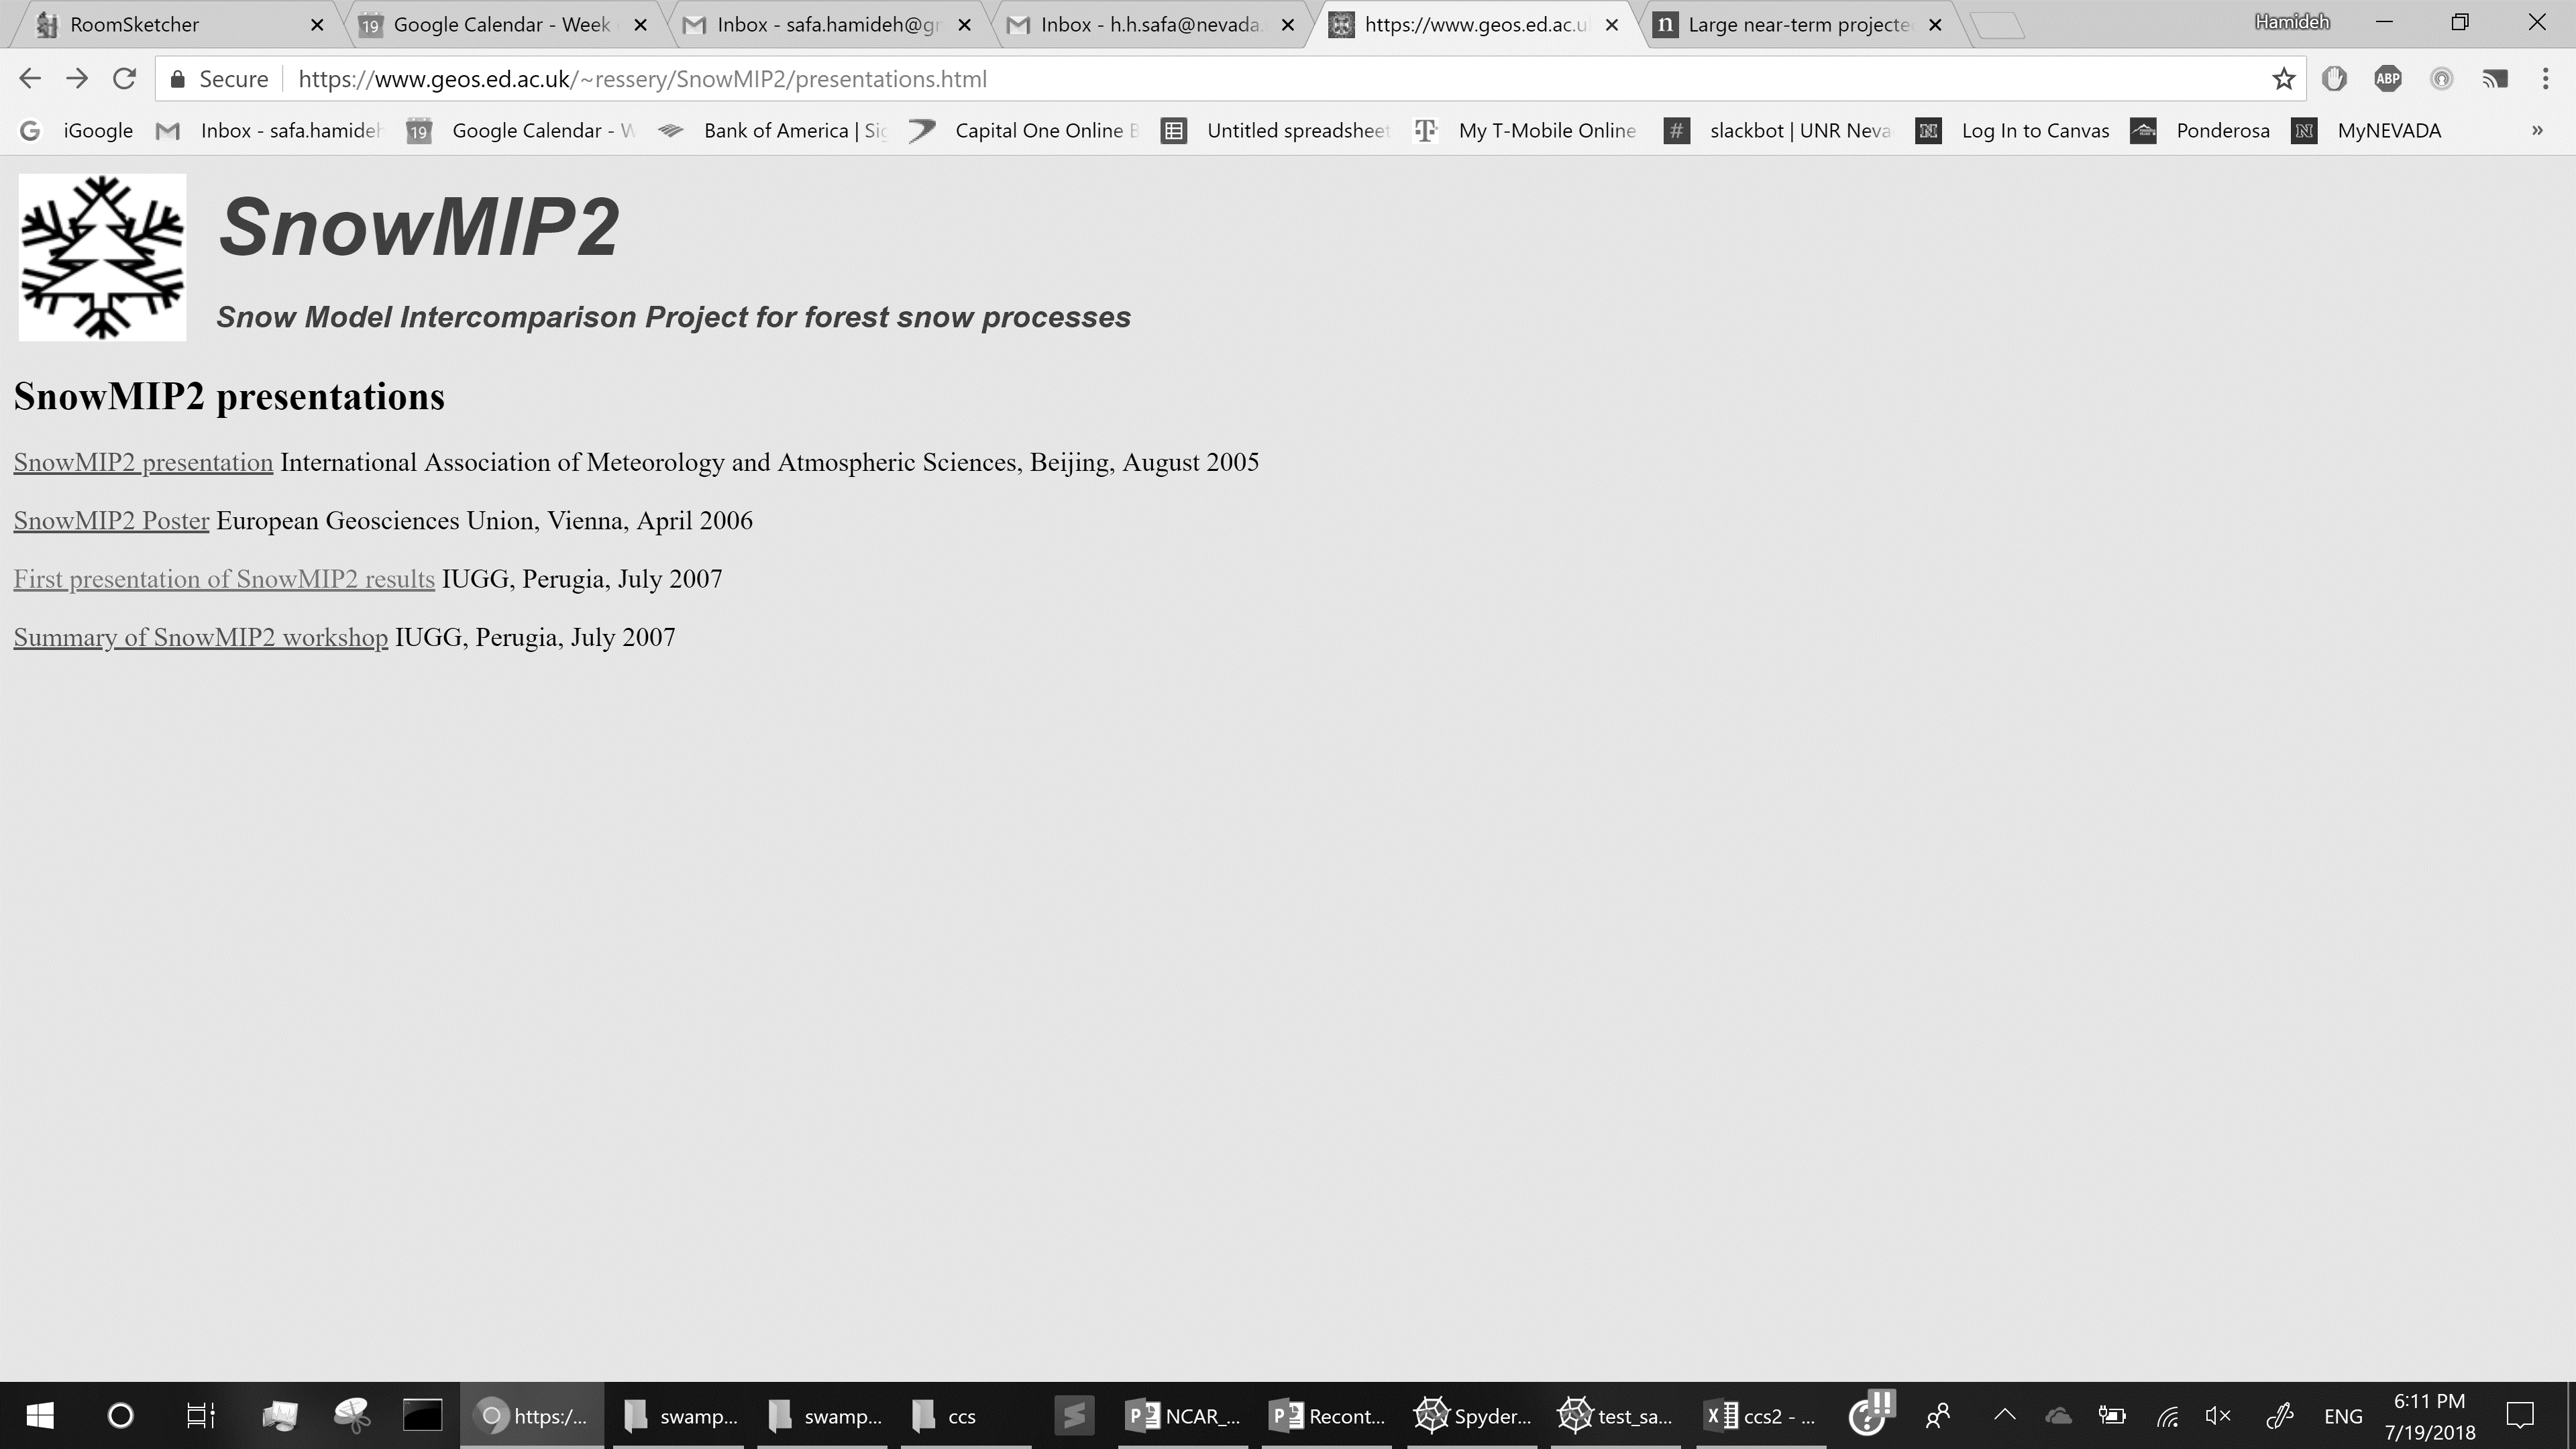 RoomSketcher
Google Calendar - Week
Inbox - safa.hamideh@gr
Inbox - h.h.safa@nevada.
https://www.geos.ed.ac.u
Large near-term projecte
Hamideh
Secure https://www.geos.ed.ac.uk/~ressery/SnowMIP2/presentations.html
ABP
iGoogle
Inbox - safa.hamideh
19
Google Calendar - W
Bank of America | Sig
Capital One Online B
Untitled spreadsheet
My T-Mobile Online
slackbot | UNR Neva
Log In to Canvas
Ponderosa
MyNEVADA
SnowMIP2
Snow Model Intercomparison Project for forest snow processes
SnowMIP2 presentations
SnowMIP2 presentation International Association of Meteorology and Atmospheric Sciences, Beijing, August 2005
SnowMIP2 Poster European Geosciences Union, Vienna, April 2006
First presentation of SnowMIP2 results IUGG, Perugia, July 2007
Summary of SnowMIP2 workshop IUGG, Perugia, July 2007
https:/...
swamp...
swamp...
ccs
NCAR_...
Recont...
Spyder...
test_sa...
ccs2 - ...
ENG
6:11 PM
7/19/2018